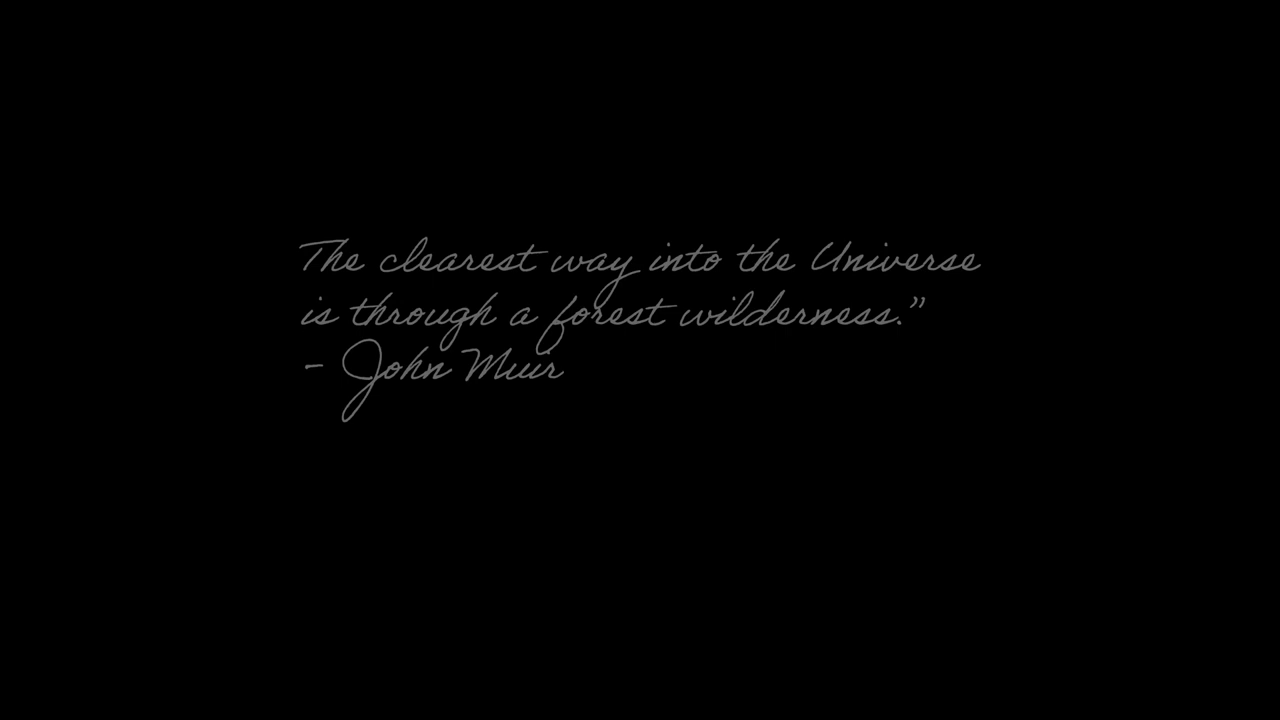 The clearest way into the Universe
is through a forest wilderness.”
- John Muir